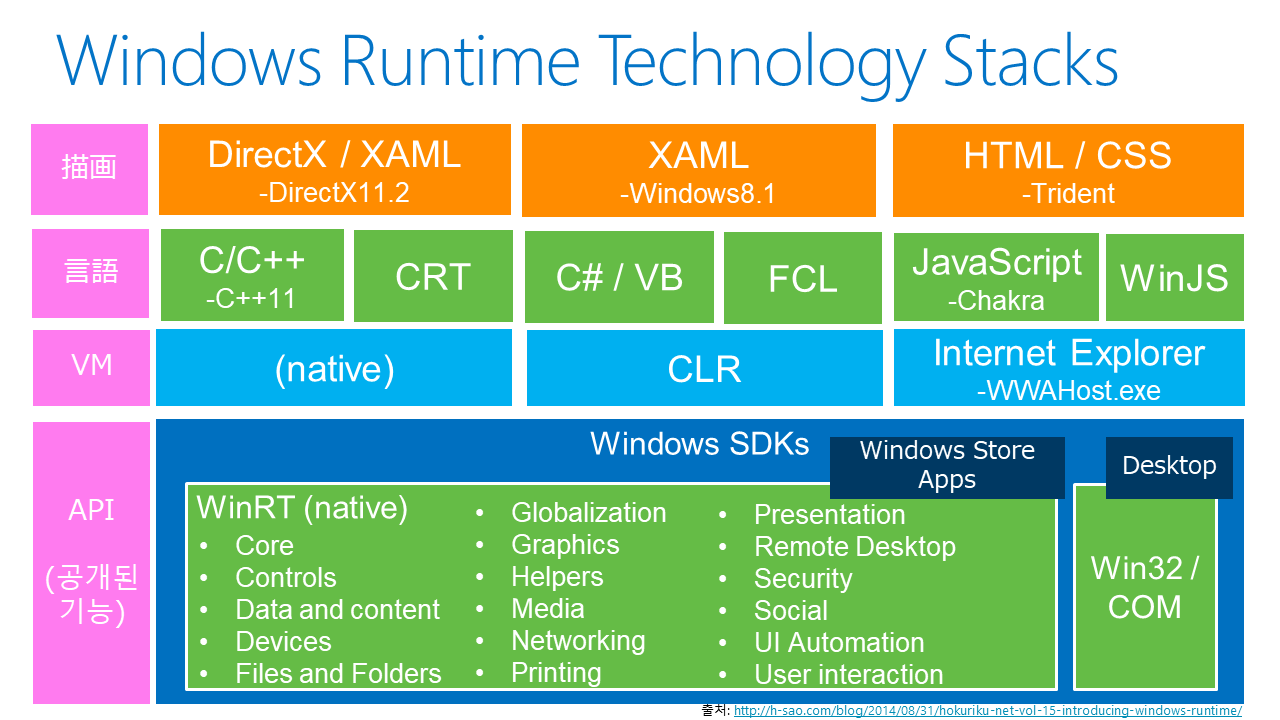 Windows Runtime Technology Stacks
描画
DirectX / XAML
-DirectX11.2
XAML
-Windows8.1
HTML / CSS
-Trident
言語
C/C++
-C++11
CRT
C# / VB
FCL
JavaScript
-Chakra
WinJS
VM
(native)
CLR
Internet Explorer
-WWAHost.exe
API
(공개된
기능)
Windows SDKs
Windows Store
Apps
Desktop
WinRT (native)
• Core
• Controls
• Data and content
• Devices
• Files and Folders
• Globalization
• Graphics
• Helpers
• Media
• Networking
• Printing
• Presentation
• Remote Desktop
• Security
• Social
• UI Automation
• User interaction
Win32 /
COM
출처: http://h-sao.com/blog/2014/08/31/hokuriku-net-vol-15-introducing-windows-runtime/